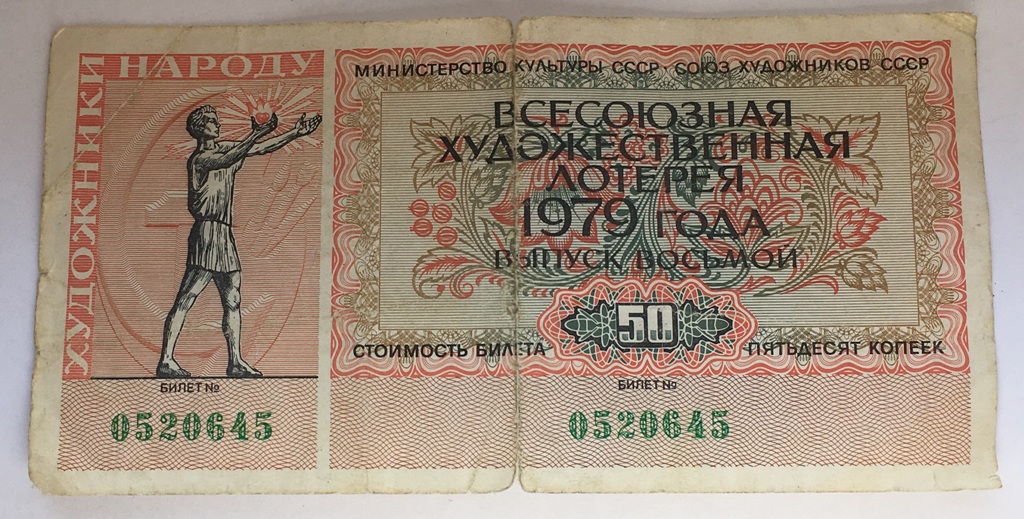 ХУДОЖНИКИ
НАРОДУ
БИЛЕТ №
0520645
МИНИСТЕРСТВО КУЛЬТУРЫ СССР СОЮЗ ХУДОЖНИКОВ СССР
ВСЕСОЮЗНАЯ
ХУДОЖЕСТВЕННАЯ
ЛОТЕРЕЯ
1979 ГОДА
ВЫПУСК ВОСЬМОЙ
50
СТОИМОСТЬ БИЛЕТА ПЯТЬДЕСЯТ КОПЕЕК
БИЛЕТ №
0520645